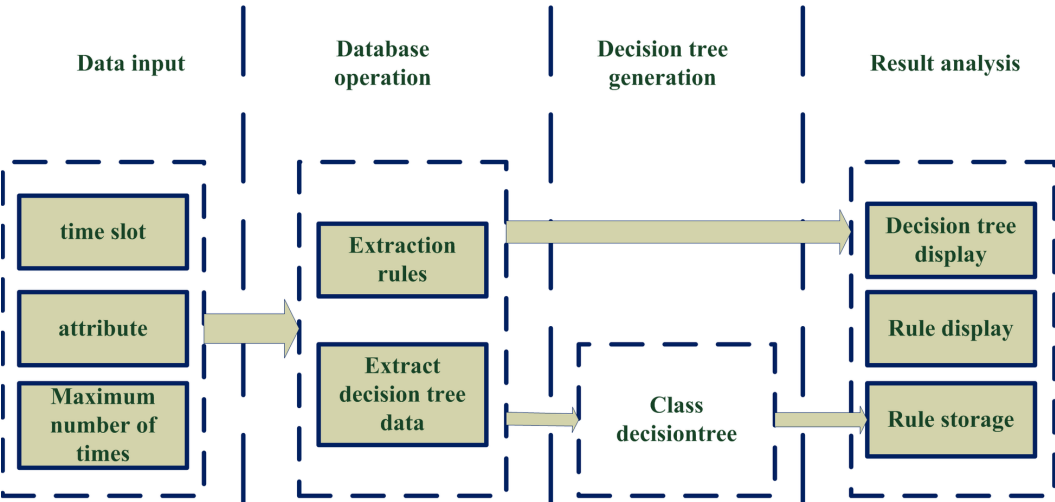 Data input
Database
operation
Decision tree
generation
Result analysis
time slot
attribute
Maximum
number of
times
Extraction
rules
Extract
decision tree
data
Class
decisiontree
Decision tree
display
Rule display
Rule storage